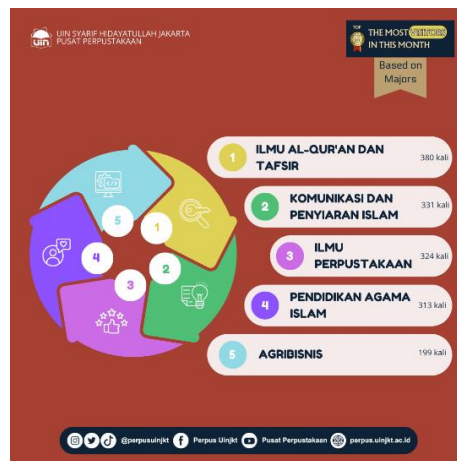 uin
UIN SYARIF HIDAYATULLAH JAKARTA
PUSAT PERPUSTAKAAN
TOP
THE MOST VISITORS
IN THIS MONTH
Based on
Majors
1
ILMU AL-QUR'AN DAN
TAFSIR
380 kali
2
KOMUNIKASI DAN
PENYIARAN ISLAM
331 kali
3
ILMU
PERPUSTAKAAN
324 kali
4
PENDIDIKAN AGAMA
ISLAM
313 kali
5
AGRIBISNIS
199 kali
5
1
4
2
3
@perpusuinjkt
Perpus Uinjkt
Pusat Perpustakaan
perpus.uinjkt.ac.id